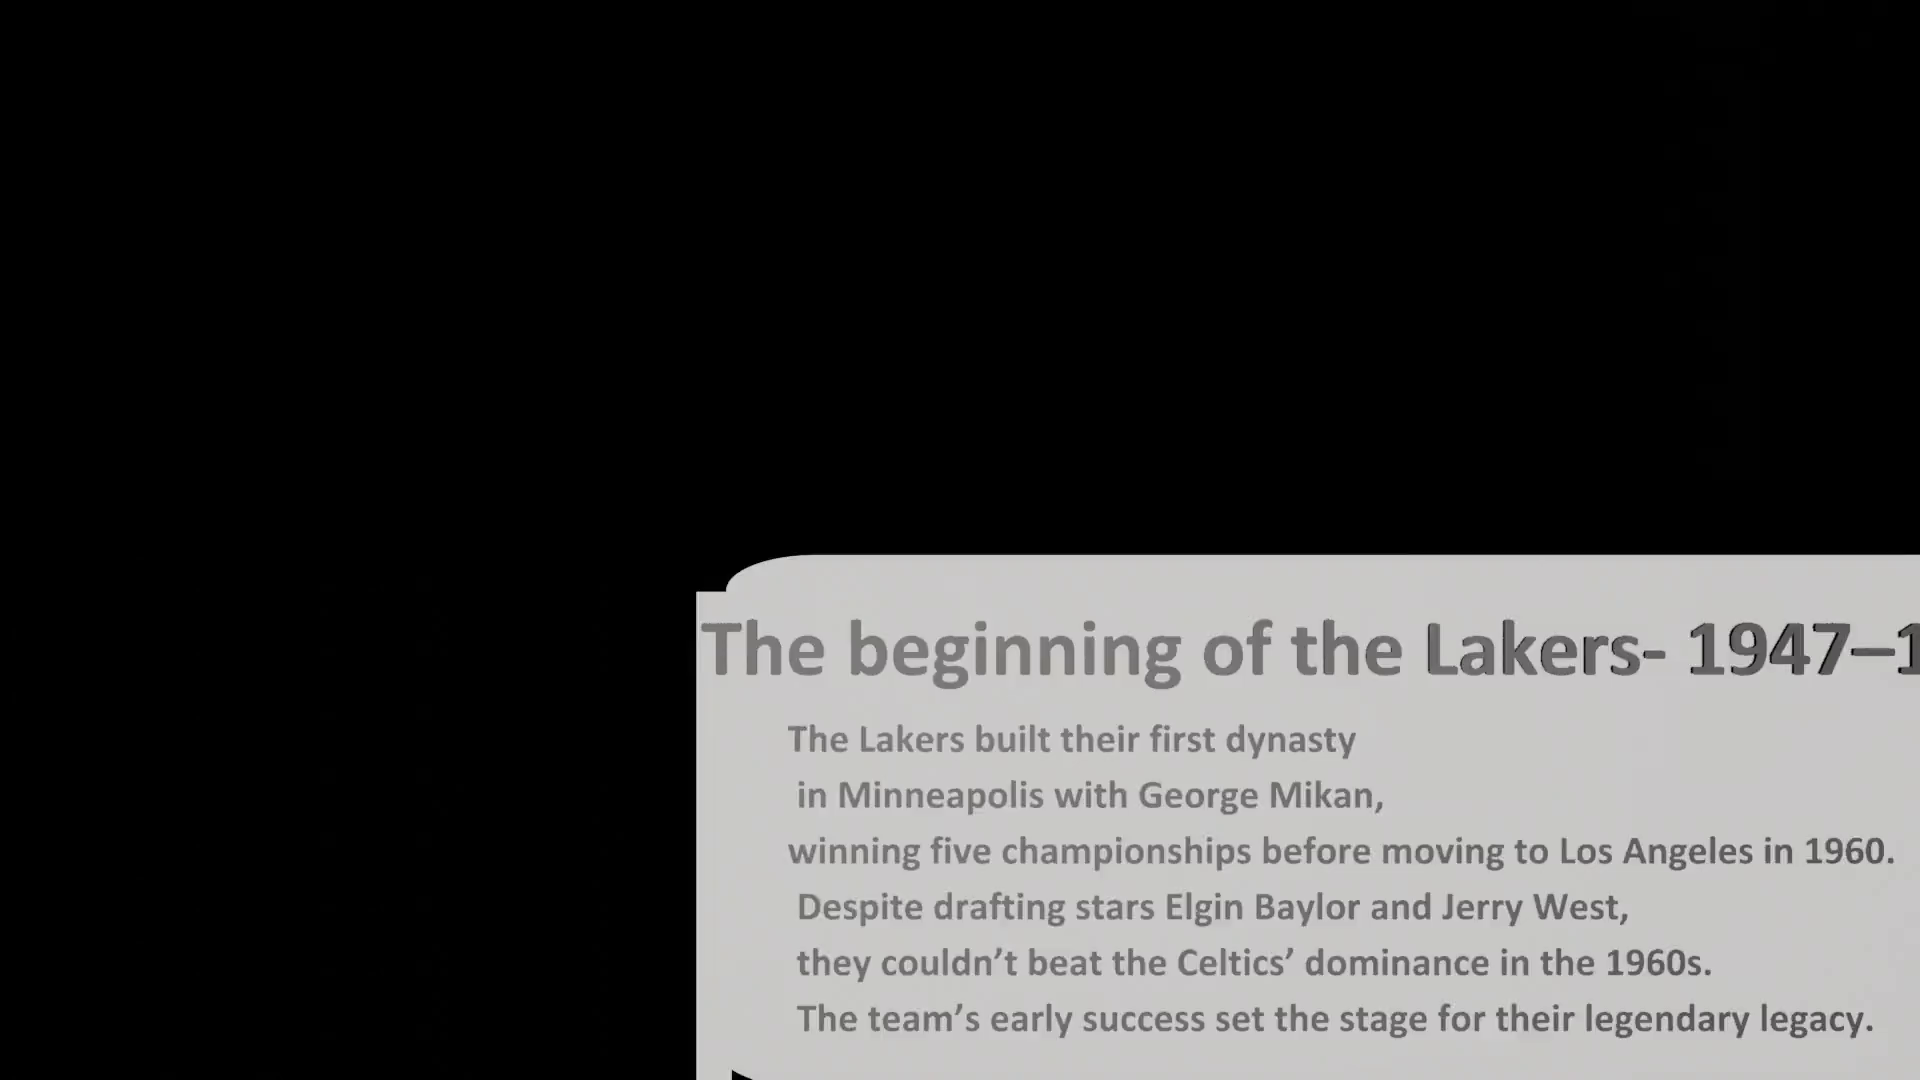 The beginning of the Lakers- 1947–1
The Lakers built their first dynasty
in Minneapolis with George Mikan,
winning five championships before moving to Los Angeles in 1960.
Despite drafting stars Elgin Baylor and Jerry West,
they couldn’t beat the Celtics’ dominance in the 1960s.
The team’s early success set the stage for their legendary legacy.